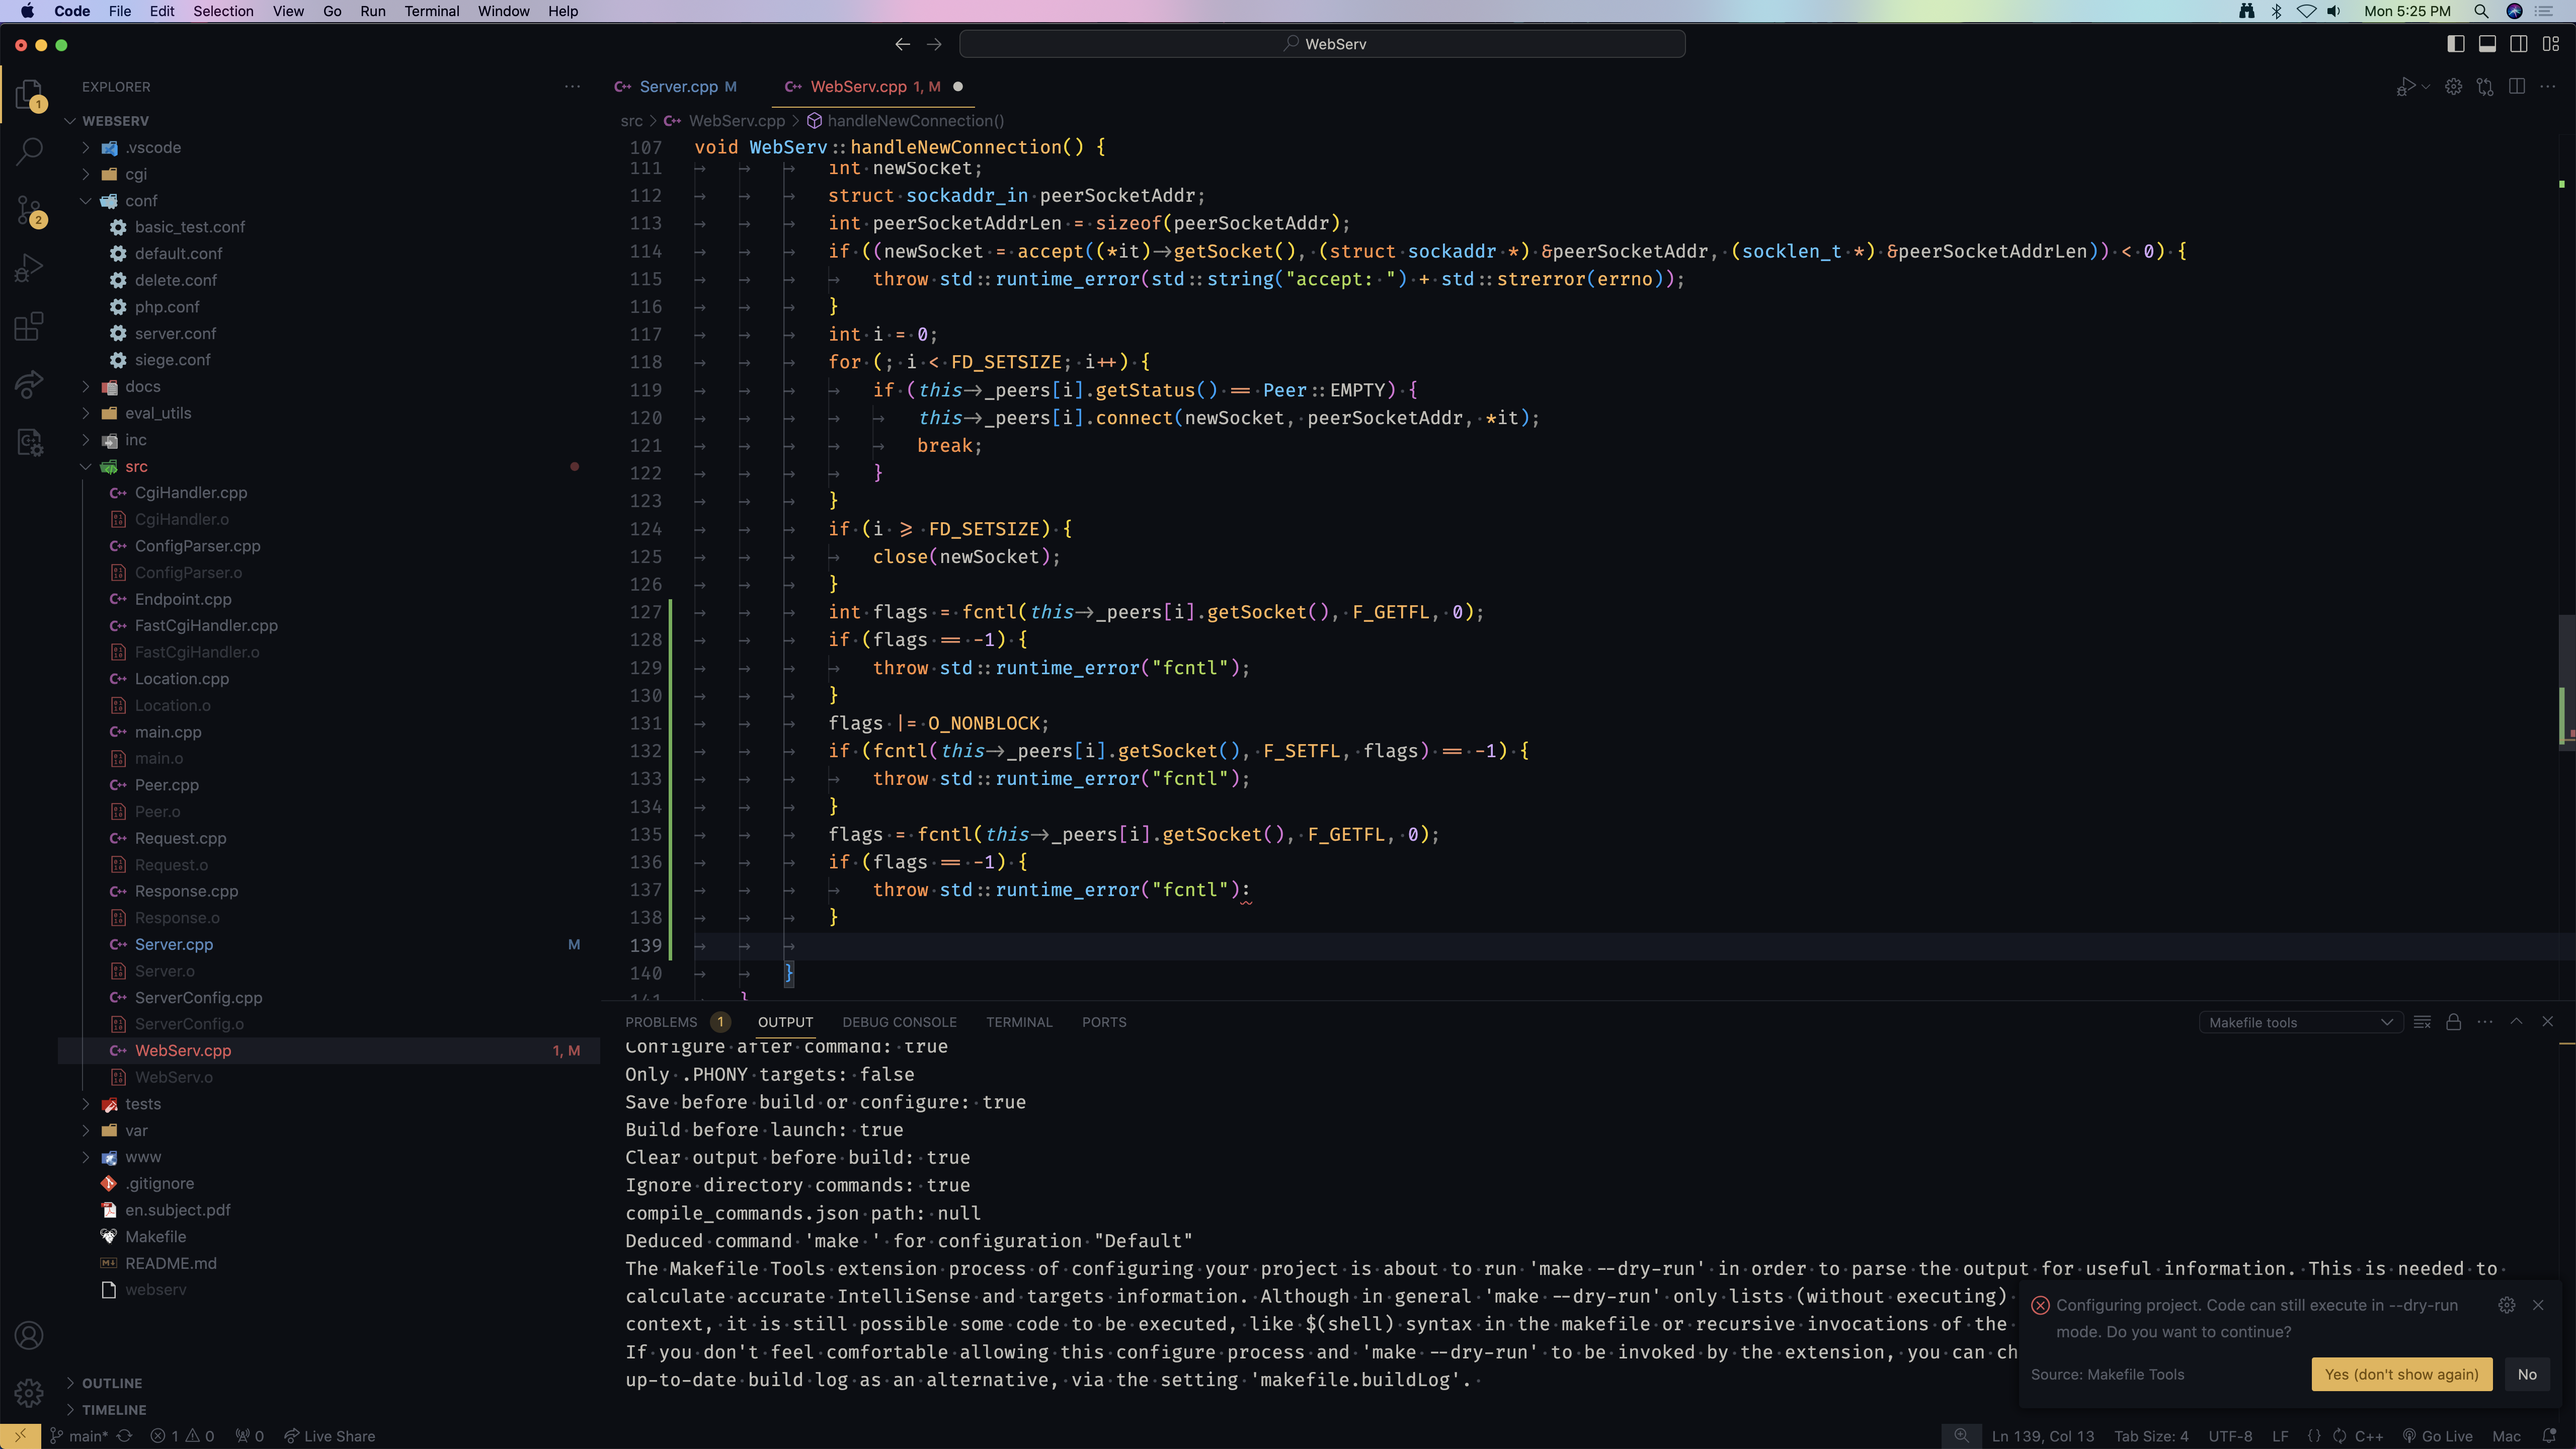 Code File Edit Selection View Go Run Terminal Window Help Mon 5:25 PM
WebServ
EXPLORER
WEBSERV
.vscode
cgi
conf
basic_test.conf
default.conf
delete.conf
php.conf
server.conf
siege.conf
docs
eval_utils
inc
src
CgiHandler.cpp
CgiHandler.o
ConfigParser.cpp
ConfigParser.o
Endpoint.cpp
FastCgiHandler.cpp
FastCgiHandler.o
Location.cpp
Location.o
main.cpp
main.o
Peer.cpp
Peer.o
Request.cpp
Request.o
Response.cpp
Response.o
Server.cpp M
Server.o
ServerConfig.cpp
ServerConfig.o
WebServ.cpp 1, M
WebServ.o
tests
var
www
.gitignore
en.subject.pdf
Makefile
README.md
webserv
OUTLINE
TIMELINE
1
2
Server.cpp M WebServ.cpp 1, M
src > WebServ.cpp > handleNewConnection()
107 void WebServ::handleNewConnection() {
111 int newSocket;
112 struct sockaddr_in peerSocketAddr;
113 int peerSocketAddrLen = sizeof(peerSocketAddr);
114 if ((newSocket = accept((*it)->getSocket(), (struct sockaddr *) &peerSocketAddr, (socklen_t *) &peerSocketAddrLen)) < 0) {
115 throw std::runtime_error(std::string("accept: ") + std::strerror(errno));
116 }
117 int i = 0;
118 for (; i < FD_SETSIZE; i++) {
119 if (this->_peers[i].getStatus() == Peer::EMPTY) {
120 this->_peers[i].connect(newSocket, peerSocketAddr, *it);
121 break;
122 }
123 }
124 if (i >= FD_SETSIZE) {
125 close(newSocket);
126 }
127 int flags = fcntl(this->_peers[i].getSocket(), F_GETFL, 0);
128 if (flags == -1) {
129 throw std::runtime_error("fcntl");
130 }
131 flags |= O_NONBLOCK;
132 if (fcntl(this->_peers[i].getSocket(), F_SETFL, flags) == -1) {
133 throw std::runtime_error("fcntl");
134 }
135 flags = fcntl(this->_peers[i].getSocket(), F_GETFL, 0);
136 if (flags == -1) {
137 throw std::runtime_error("fcntl"):
138 }
139
140 }
141 }
PROBLEMS 1 OUTPUT DEBUG CONSOLE TERMINAL PORTS Makefile tools
Configure after command: true
Only .PHONY targets: false
Save before build or configure: true
Build before launch: true
Clear output before build: true
Ignore directory commands: true
compile_commands.json path: null
Deduced command 'make ' for configuration "Default"
The Makefile Tools extension process of configuring your project is about to run 'make --dry-run' in order to parse the output for useful information. This is needed to
calculate accurate IntelliSense and targets information. Although in general 'make --dry-run' only lists (without executing)
context, it is still possible some code to be executed, like $(shell) syntax in the makefile or recursive invocations of the
If you don't feel comfortable allowing this configure process and 'make --dry-run' to be invoked by the extension, you can ch
up-to-date build log as an alternative, via the setting 'makefile.buildLog'.
Configuring project. Code can still execute in --dry-run
mode. Do you want to continue?
Source: Makefile Tools Yes (don't show again) No
main* 1 0 0 Live Share Ln 139, Col 13 Tab Size: 4 UTF-8 LF {} C++ Go Live Mac